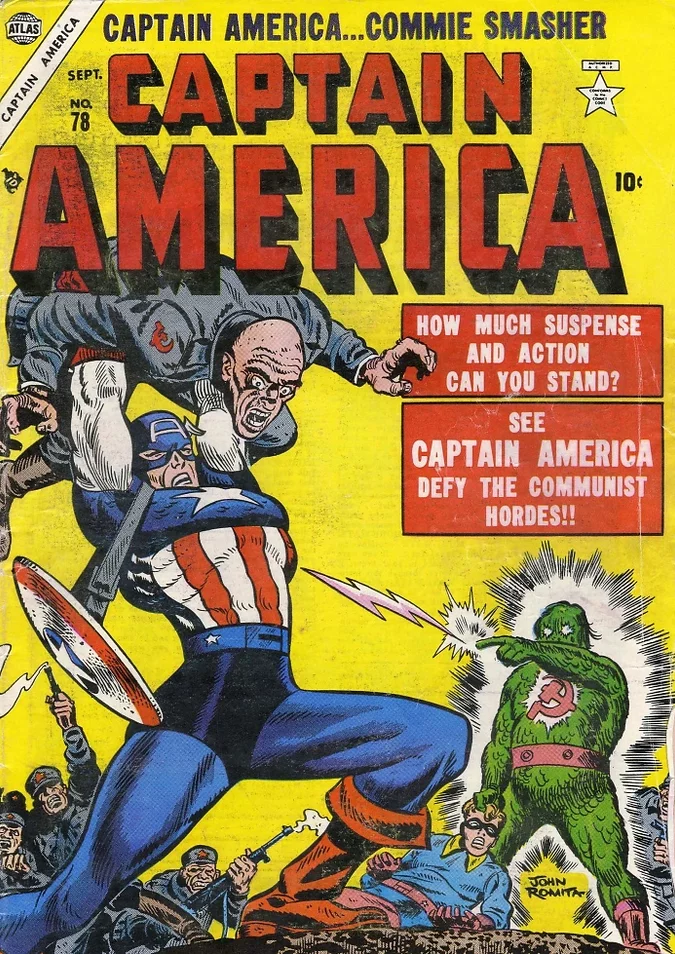 ATLAS
CAPTAIN AMERICA
CAPTAIN AMERICA...COMMIE SMASHER
SEPT.
NO.
78
CAPTAIN
AMERICA
10¢
HOW MUCH SUSPENSE
AND ACTION
CAN YOU STAND?
SEE
CAPTAIN AMERICA
DEFY THE COMMUNIST
HORDES!!
JOHN
ROMITA